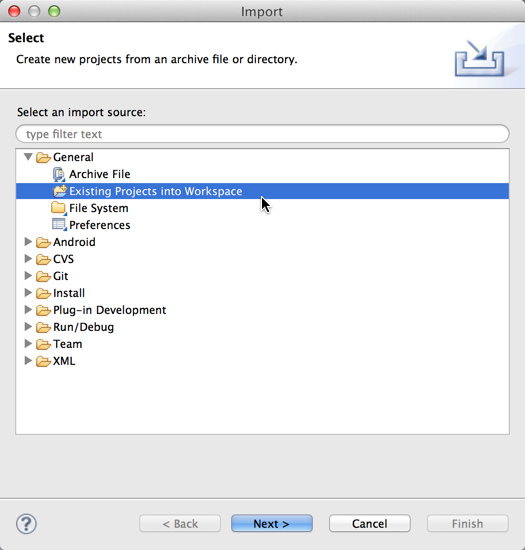 Import
Select
Create new projects from an archive file or directory.
Select an import source:
type filter text
General
Archive File
Existing Projects into Workspace
File System
Preferences
Android
CVS
Git
Install
Plug-in Development
Run/Debug
Team
XML
? < Back Next > Cancel Finish